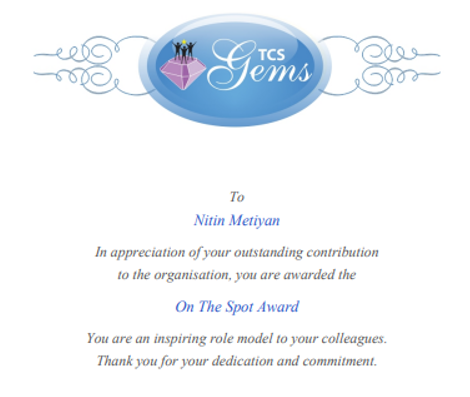 TCS
Gems
To
Nitin Metiyan
In appreciation of your outstanding contribution
to the organisation, you are awarded the
On The Spot Award
You are an inspiring role model to your colleagues.
Thank you for your dedication and commitment.